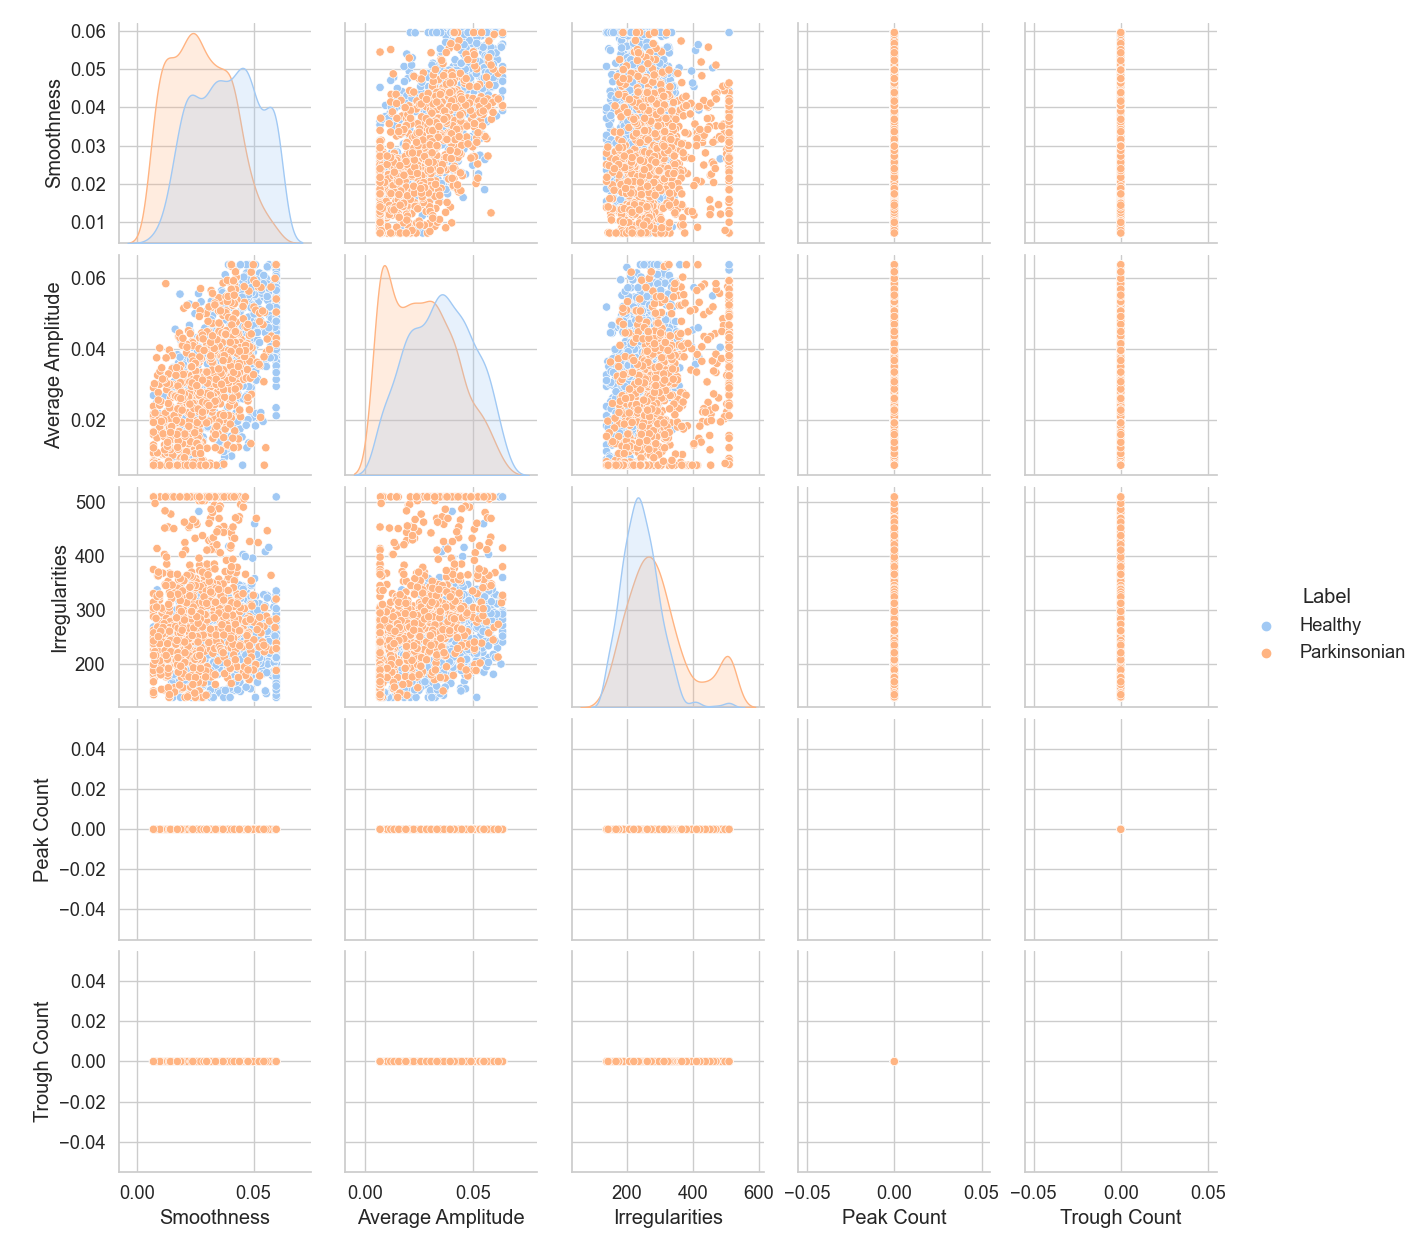 0.06
0.05
0.04
0.03
0.02
0.01
Smoothness
0.06
0.04
0.02
Average Amplitude
500
400
300
200
Irregularities
Label
Healthy
Parkinsonian
0.04
0.02
0.00
−0.02
−0.04
Peak Count
0.04
0.02
0.00
−0.02
−0.04
Trough Count
0.00 0.05 0.00 0.05 200 400 600 −0.05 0.00 0.05 −0.05 0.00 0.05
Smoothness Average Amplitude Irregularities Peak Count Trough Count